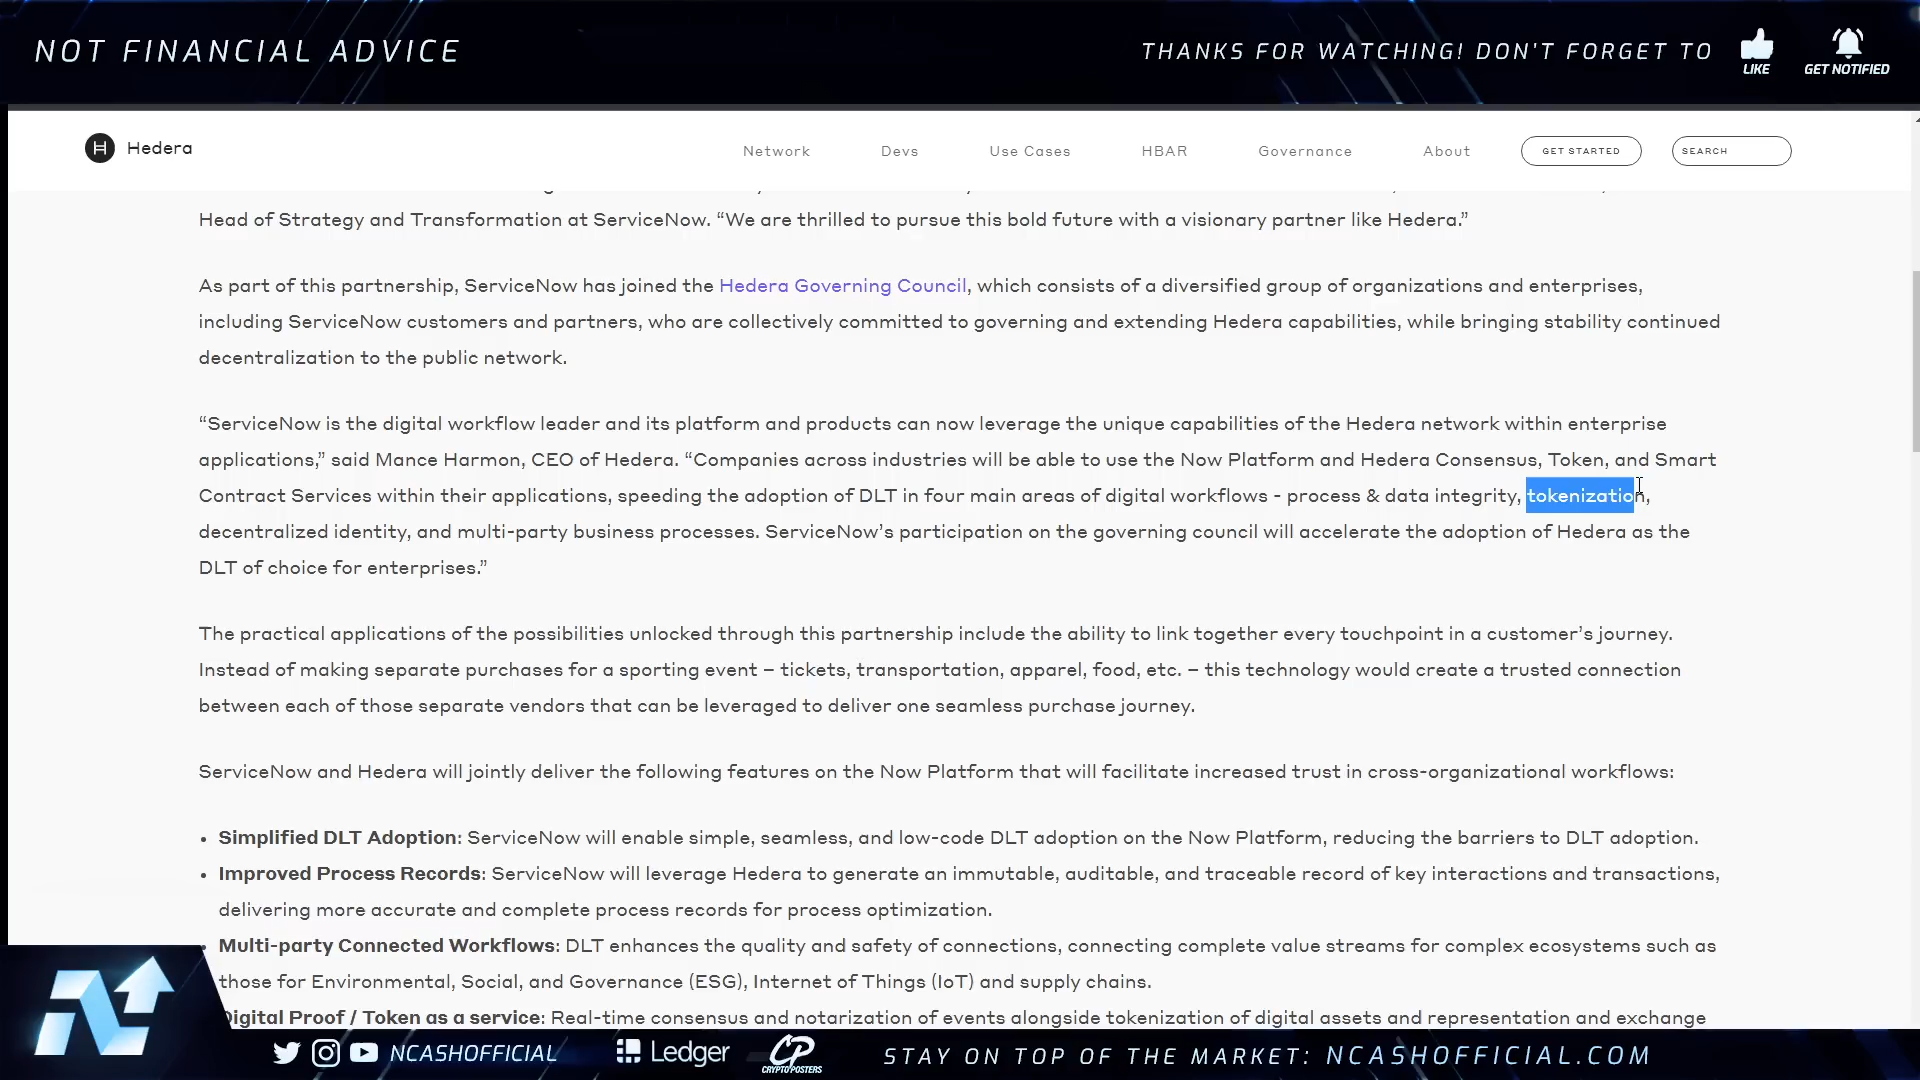 NOT FINANCIAL ADVICE
THANKS FOR WATCHING! DON'T FORGET TO
LIKE
GET NOTIFIED
Hedera
Network
Devs
Use Cases
HBAR
Governance
About
GET STARTED
SEARCH
Head of Strategy and Transformation at ServiceNow. “We are thrilled to pursue this bold future with a visionary partner like Hedera.”
As part of this partnership, ServiceNow has joined the Hedera Governing Council, which consists of a diversified group of organizations and enterprises,
including ServiceNow customers and partners, who are collectively committed to governing and extending Hedera capabilities, while bringing stability continued
decentralization to the public network.
“ServiceNow is the digital workflow leader and its platform and products can now leverage the unique capabilities of the Hedera network within enterprise
applications,” said Mance Harmon, CEO of Hedera. “Companies across industries will be able to use the Now Platform and Hedera Consensus, Token, and Smart
Contract Services within their applications, speeding the adoption of DLT in four main areas of digital workflows - process & data integrity, tokenization,
decentralized identity, and multi-party business processes. ServiceNow’s participation on the governing council will accelerate the adoption of Hedera as the
DLT of choice for enterprises.”
The practical applications of the possibilities unlocked through this partnership include the ability to link together every touchpoint in a customer’s journey.
Instead of making separate purchases for a sporting event – tickets, transportation, apparel, food, etc. – this technology would create a trusted connection
between each of those separate vendors that can be leveraged to deliver one seamless purchase journey.
ServiceNow and Hedera will jointly deliver the following features on the Now Platform that will facilitate increased trust in cross-organizational workflows:
• Simplified DLT Adoption: ServiceNow will enable simple, seamless, and low-code DLT adoption on the Now Platform, reducing the barriers to DLT adoption.
• Improved Process Records: ServiceNow will leverage Hedera to generate an immutable, auditable, and traceable record of key interactions and transactions,
delivering more accurate and complete process records for process optimization.
• Multi-party Connected Workflows: DLT enhances the quality and safety of connections, connecting complete value streams for complex ecosystems such as
those for Environmental, Social, and Governance (ESG), Internet of Things (IoT) and supply chains.
Digital Proof / Token as a service: Real-time consensus and notarization of events alongside tokenization of digital assets and representation and exchange
NCASHOFFICIAL
Ledger
CP
CRYPTOPOSTERS
STAY ON TOP OF THE MARKET: NCASHOFFICIAL.COM